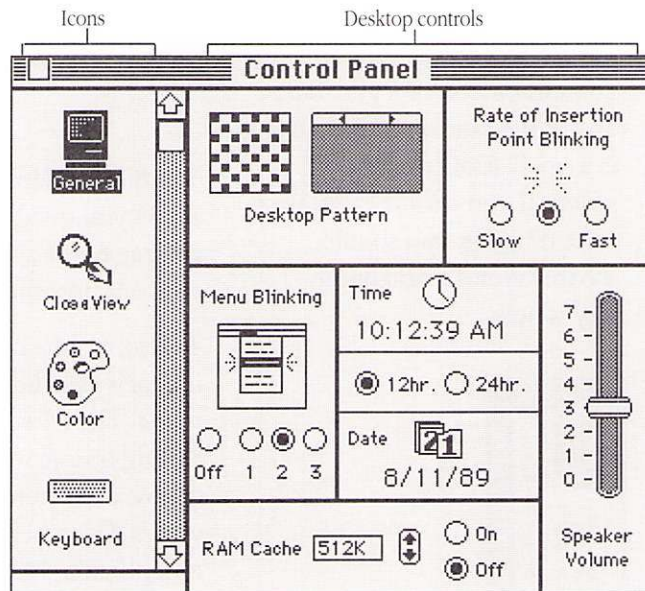 Icons
Desktop controls
Control Panel
General
CloseView
Color
Keyboard
Desktop Pattern
Rate of Insertion
Point Blinking
Slow Fast
Menu Blinking
Off 1 2 3
Time
10:12:39 AM
12hr. 24hr.
Date
21
8/11/89
7
6
5
4
3
2
1
0
Speaker
Volume
RAM Cache 512K
On
Off